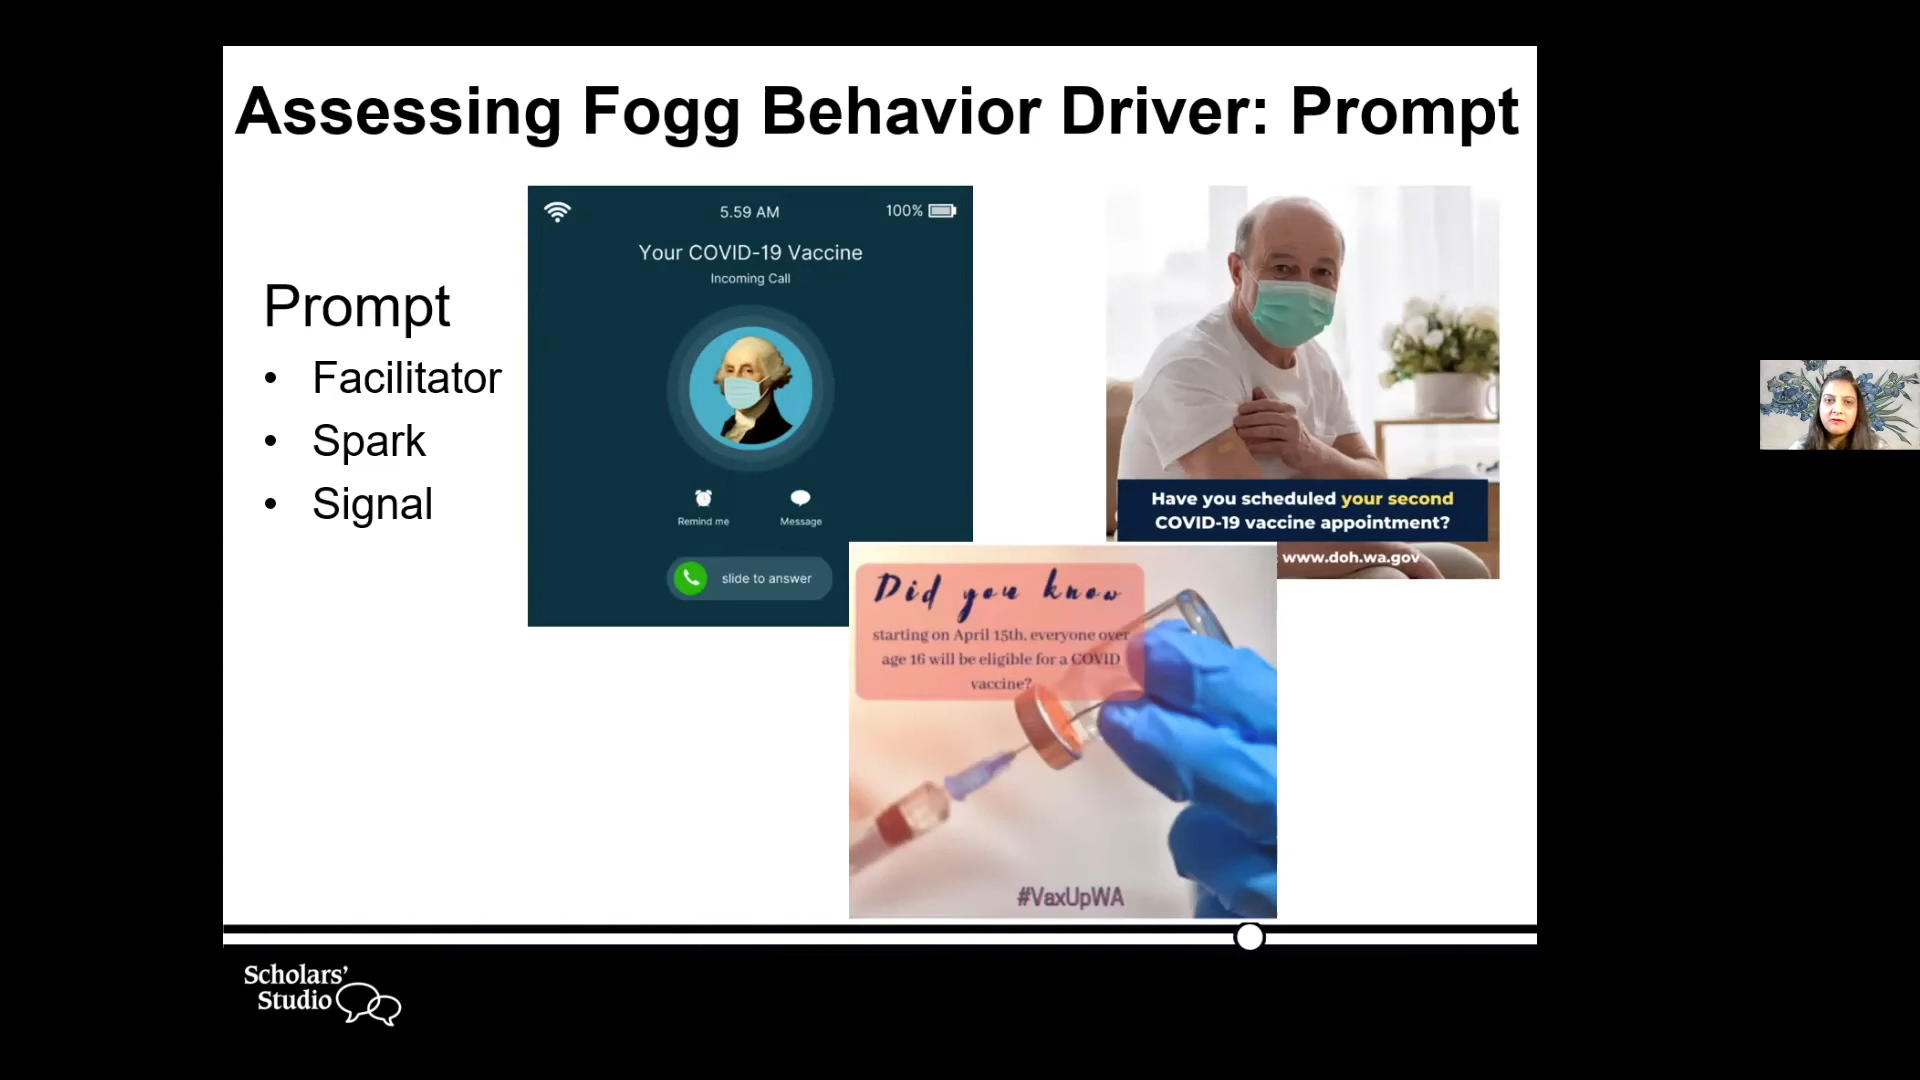 Assessing Fogg Behavior Driver: Prompt
Prompt
• Facilitator
• Spark
• Signal
5.59 AM
100%
Your COVID-19 Vaccine
Incoming Call
Remind me
Message
slide to answer
Have you scheduled your second
COVID-19 vaccine appointment?
www.doh.wa.gov
Did you know
starting on April 15th, everyone over
age 16 will be eligible for a COVID
vaccine?
#VaxUpWA
Scholars'
Studio